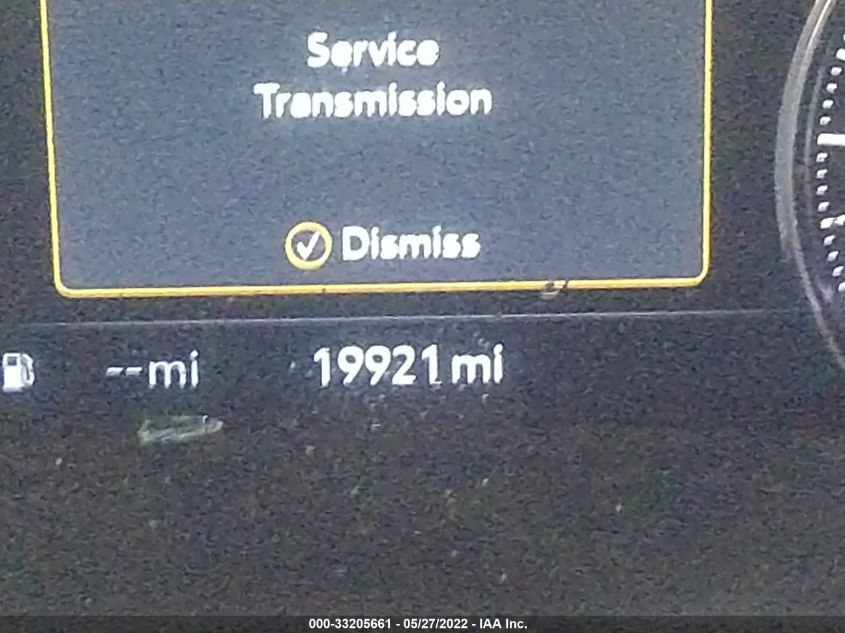 Service
Transmission
Dismiss
--mi
19921 mi
000-33205661 - 05/27/2022 - IAA Inc.